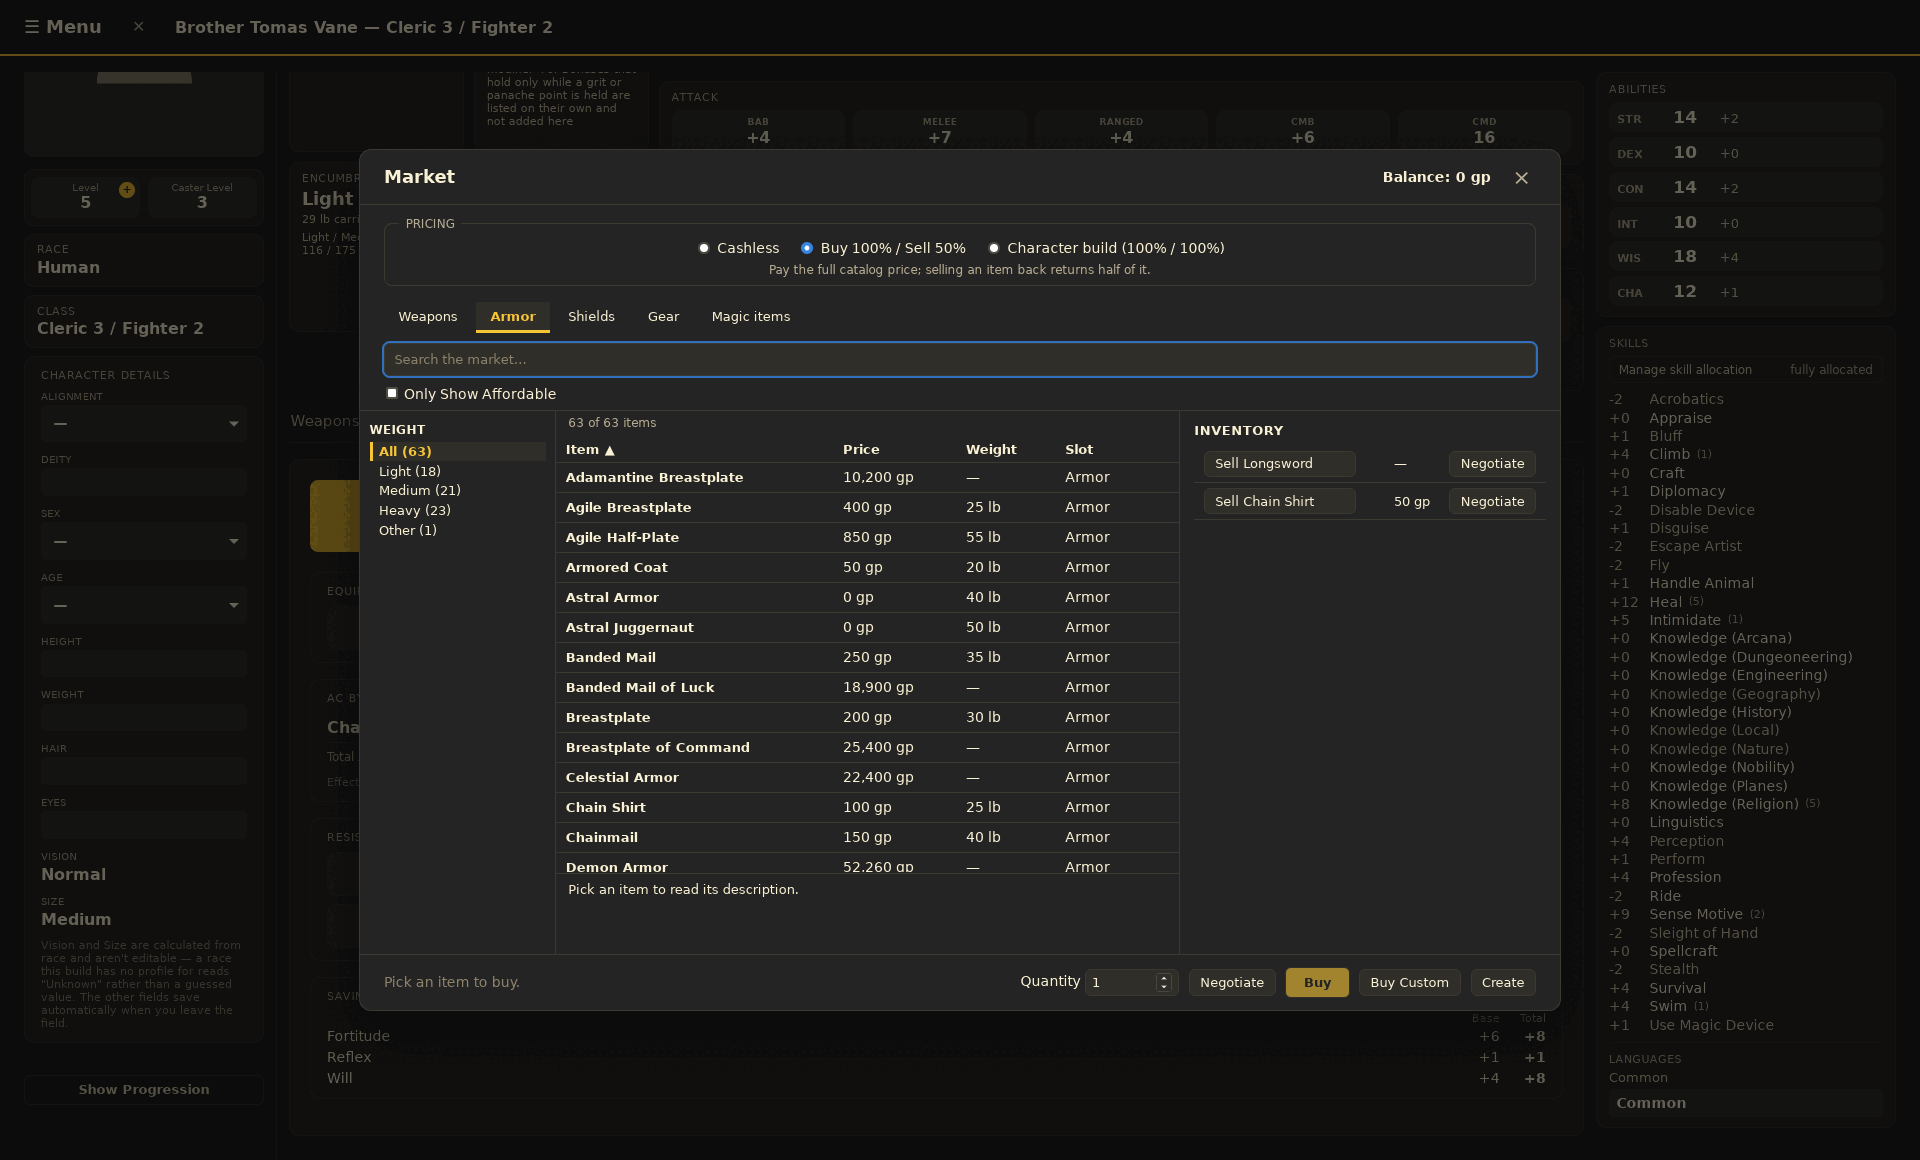 ☰ Menu
×
Brother Tomas Vane — Cleric 3 / Fighter 2
hold only while a grit or
panache point is held are
listed on their own and
not added here
ATTACK
BAB
+4
MELEE
+7
RANGED
+4
CMB
+6
CMD
16
Level
5
+
Caster Level
3
RACE
Human
CLASS
Cleric 3 / Fighter 2
CHARACTER DETAILS
ALIGNMENT
—
DEITY
SEX
—
AGE
—
HEIGHT
WEIGHT
HAIR
EYES
VISION
Normal
SIZE
Medium
Vision and Size are calculated from
race and aren't editable — a race
this build has no profile for reads
"Unknown" rather than a guessed
value. The other fields save
automatically when you leave the
field.
Show Progression
Light
116 / 175
Weapons
Total
Market
Balance: 0 gp
×
PRICING
Cashless
Buy 100% / Sell 50%
Character build (100% / 100%)
Pay the full catalog price; selling an item back returns half of it.
Weapons
Armor
Shields
Gear
Magic items
Search the market...
Only Show Affordable
WEIGHT
All (63)
Light (18)
Medium (21)
Heavy (23)
Other (1)
63 of 63 items
Item ▲ Price Weight Slot
Adamantine Breastplate 10,200 gp — Armor
Agile Breastplate 400 gp 25 lb Armor
Agile Half-Plate 850 gp 55 lb Armor
Armored Coat 50 gp 20 lb Armor
Astral Armor 0 gp 40 lb Armor
Astral Juggernaut 0 gp 50 lb Armor
Banded Mail 250 gp 35 lb Armor
Banded Mail of Luck 18,900 gp — Armor
Breastplate 200 gp 30 lb Armor
Breastplate of Command 25,400 gp — Armor
Celestial Armor 22,400 gp — Armor
Chain Shirt 100 gp 25 lb Armor
Chainmail 150 gp 40 lb Armor
Demon Armor 52,260 gp — Armor
Pick an item to read its description.
INVENTORY
Sell Longsword — Negotiate
Sell Chain Shirt 50 gp Negotiate
Pick an item to buy.
Quantity 1
Negotiate
Buy
Buy Custom
Create
Base Total
Fortitude +6 +8
Reflex +1 +1
Will +4 +8
ABILITIES
STR 14 +2
DEX 10 +0
CON 14 +2
INT 10 +0
WIS 18 +4
CHA 12 +1
SKILLS
Manage skill allocation fully allocated
-2 Acrobatics
+0 Appraise
+1 Bluff
+4 Climb (1)
+0 Craft
+1 Diplomacy
-2 Disable Device
+1 Disguise
-2 Escape Artist
-2 Fly
+1 Handle Animal
+12 Heal (5)
+5 Intimidate (1)
+0 Knowledge (Arcana)
+0 Knowledge (Dungeoneering)
+0 Knowledge (Engineering)
+0 Knowledge (Geography)
+0 Knowledge (History)
+0 Knowledge (Local)
+0 Knowledge (Nature)
+0 Knowledge (Nobility)
+0 Knowledge (Planes)
+8 Knowledge (Religion) (5)
+0 Linguistics
+4 Perception
+1 Perform
+4 Profession
-2 Ride
+9 Sense Motive (2)
-2 Sleight of Hand
+0 Spellcraft
-2 Stealth
+4 Survival
+4 Swim (1)
+1 Use Magic Device
LANGUAGES
Common
Common